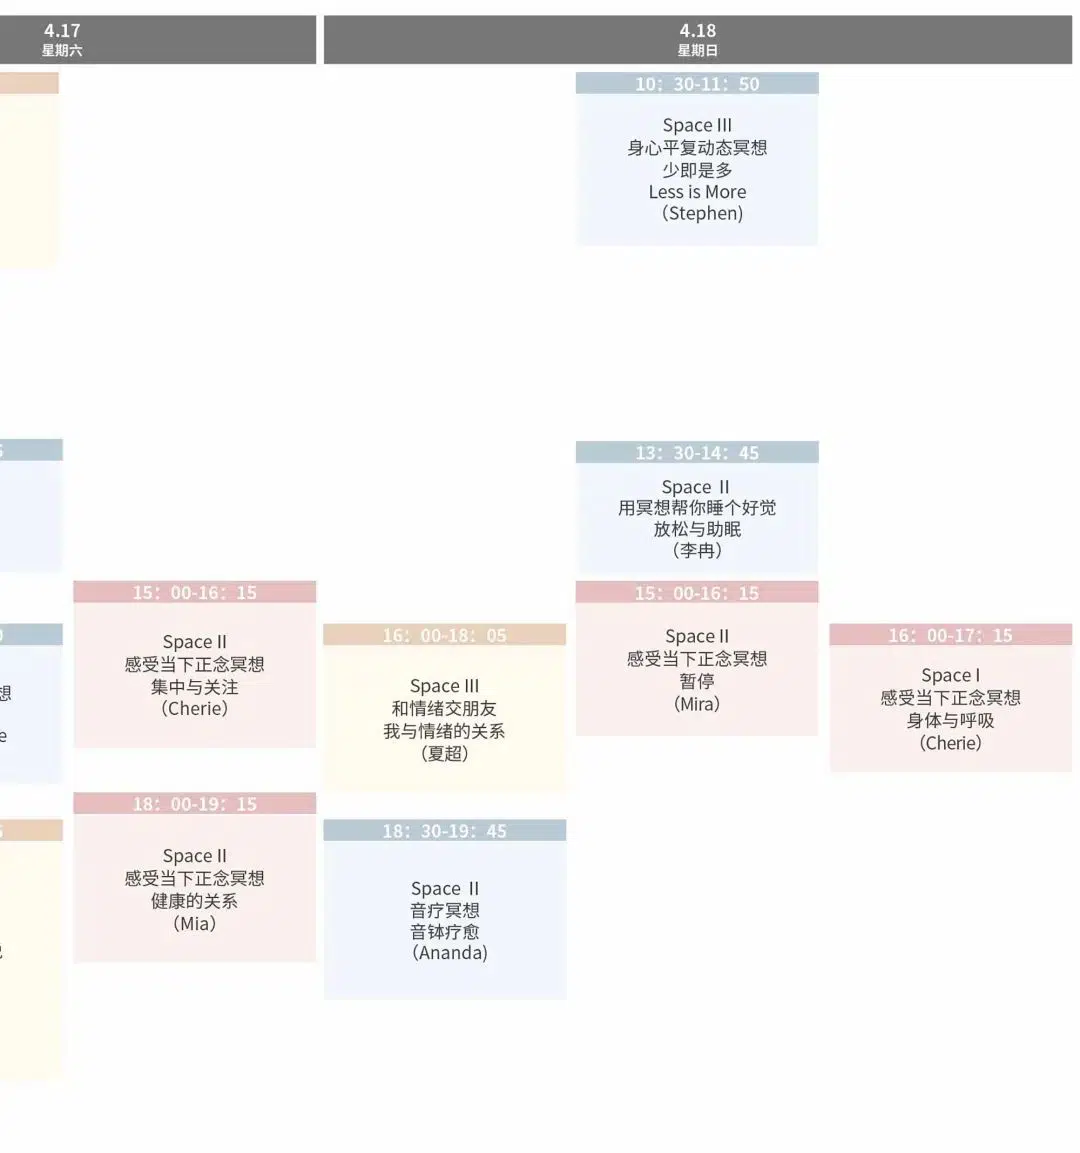 4.17
星期六
15：00-16：15
Space II
感受当下正念冥想
集中与关注
（Cherie）
18：00-19：15
Space II
感受当下正念冥想
健康的关系
（Mia）
想
e
4.18
星期日
10：30-11：50
Space III
身心平复动态冥想
少即是多
Less is More
（Stephen)
13：30-14：45
Space II
用冥想帮你睡个好觉
放松与助眠
（李冉）
15：00-16：15
Space II
感受当下正念冥想
暂停
（Mira）
16：00-18：05
Space III
和情绪交朋友
我与情绪的关系
（夏超）
16：00-17：15
Space I
感受当下正念冥想
身体与呼吸
（Cherie）
18：30-19：45
Space II
音疗冥想
音钵疗愈
（Ananda)